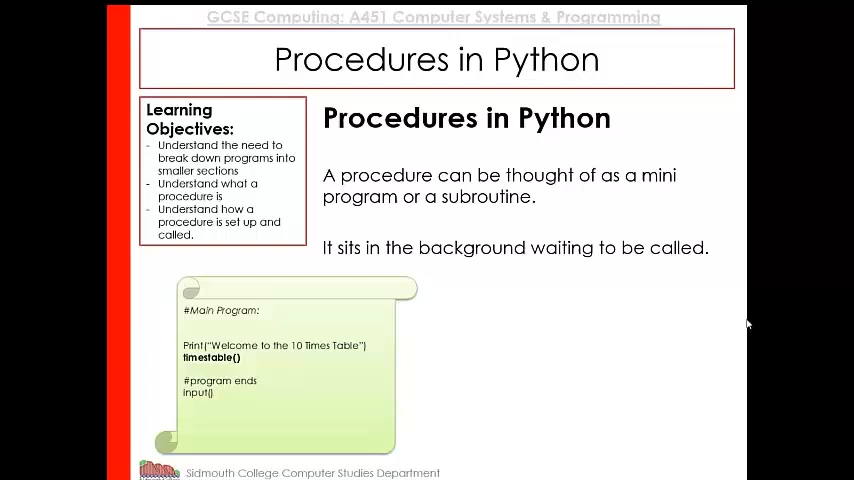 GCSE Computing: A451 Computer Systems & Programming
Procedures in Python
Learning
Objectives:
- Understand the need to
break down programs into
smaller sections
- Understand what a
procedure is
- Understand how a
procedure is set up and
called.
Procedures in Python
A procedure can be thought of as a mini
program or a subroutine.
It sits in the background waiting to be called.
#Main Program:
Print("Welcome to the 10 Times Table")
timestable()
#program ends
input()
Sidmouth College Computer Studies Department